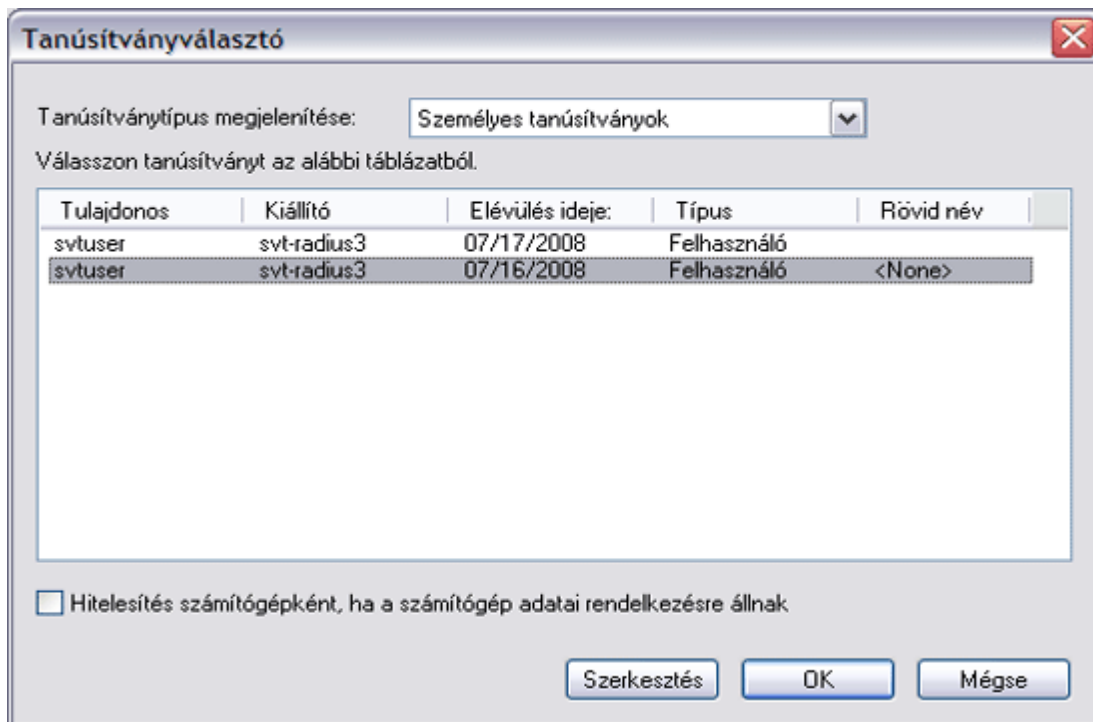 Tanúsítványválasztó
Tanúsítványtípus megjelenítése: Személyes tanúsítványok
Válasszon tanúsítványt az alábbi táblázatból.
Tulajdonos Kiállító Elévülés ideje: Típus Rövid név
svtuser svt-radius3 07/17/2008 Felhasználó
svtuser svt-radius3 07/16/2008 Felhasználó <None>
Hitelesítés számítógépként, ha a számítógép adatai rendelkezésre állnak
Szerkesztés OK Mégse